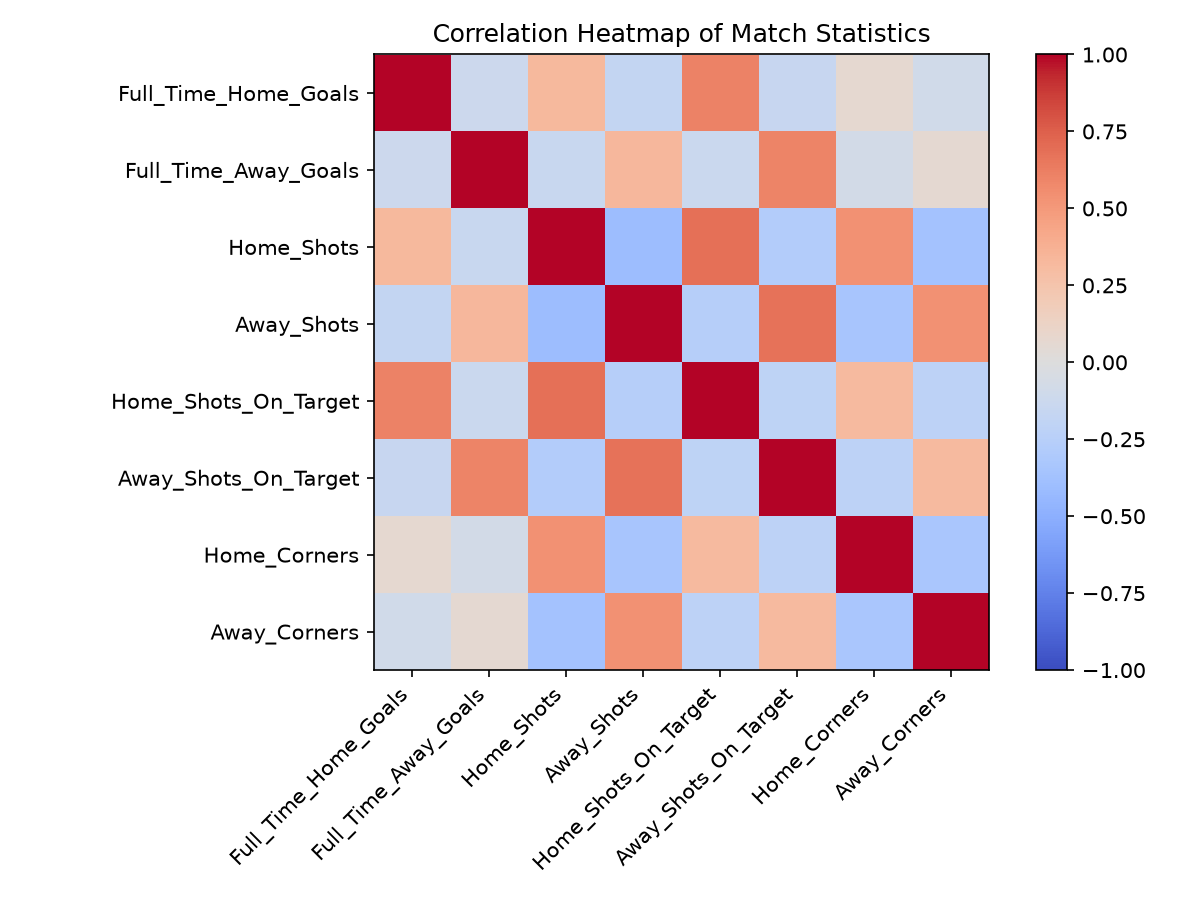 Correlation Heatmap of Match Statistics
Full_Time_Home_Goals
Full_Time_Away_Goals
Home_Shots
Away_Shots
Home_Shots_On_Target
Away_Shots_On_Target
Home_Corners
Away_Corners
Full_Time_Home_Goals
Full_Time_Away_Goals
Home_Shots
Away_Shots
Home_Shots_On_Target
Away_Shots_On_Target
Home_Corners
Away_Corners
1.00
0.75
0.50
0.25
0.00
−0.25
−0.50
−0.75
−1.00